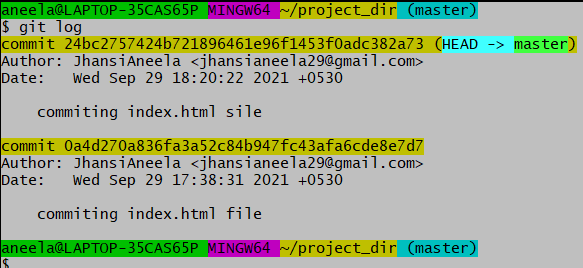 aneela@LAPTOP-35CAS65P MINGW64 ~/project_dir (master)
$ git log
commit 24bc2757424b721896461e96f1453f0adc382a73 (HEAD -> master)
Author: JhansiAneela <jhansianeela29@gmail.com>
Date:   Wed Sep 29 18:20:22 2021 +0530
    commiting index.html sile
commit 0a4d270a836fa3a52c84b947fc43afa6cde8e7d7
Author: JhansiAneela <jhansianeela29@gmail.com>
Date:   Wed Sep 29 17:38:31 2021 +0530
    commiting index.html file
aneela@LAPTOP-35CAS65P MINGW64 ~/project_dir (master)
$